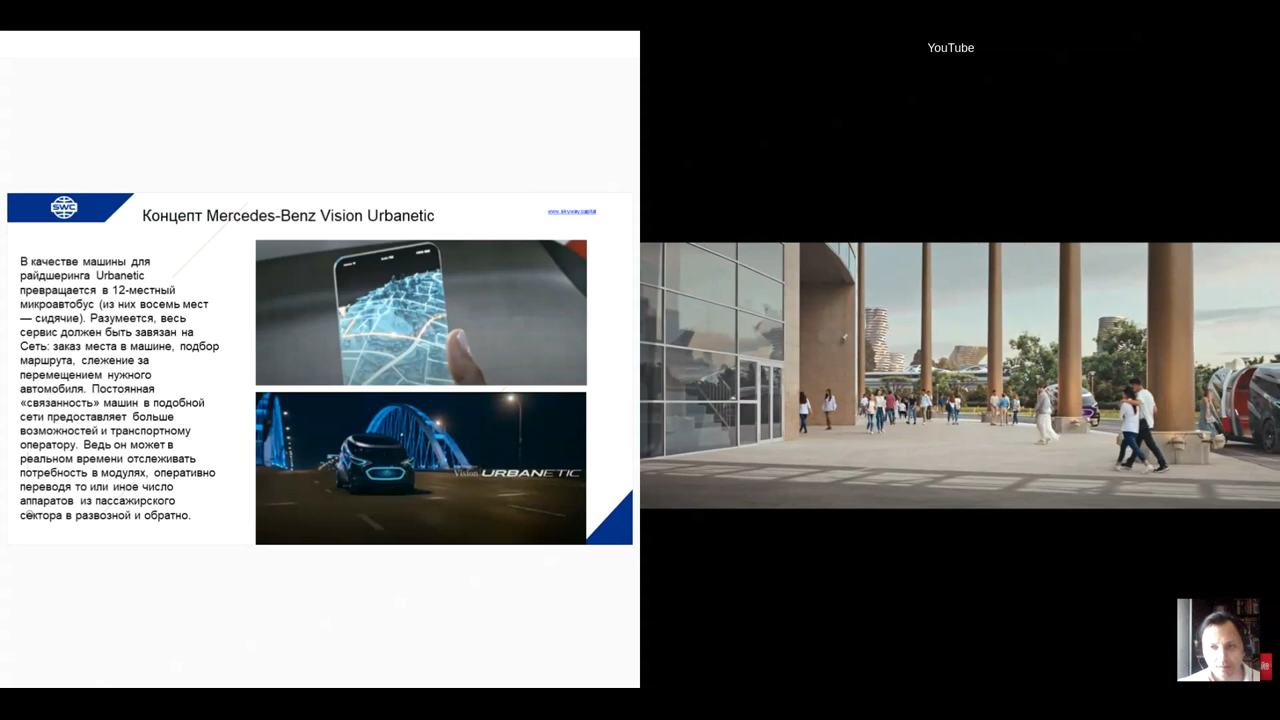 YouTube
SWC
Концепт Mercedes-Benz Vision Urbanetic
www.skyway.capital
В качестве машины для
райдшеринга Urbanetic
превращается в 12-местный
микроавтобус (из них восемь мест
— сидячие). Разумеется, весь
сервис должен быть завязан на
Сеть: заказ места в машине, подбор
маршрута, слежение за
перемещением нужного
автомобиля. Постоянная
«связанность» машин в подобной
сети предоставляет больше
возможностей и транспортному
оператору. Ведь он может в
реальном времени отслеживать
потребность в модулях, оперативно
переводя то или иное число
аппаратов из пассажирского
сектора в развозной и обратно.
Vision URBANETIC